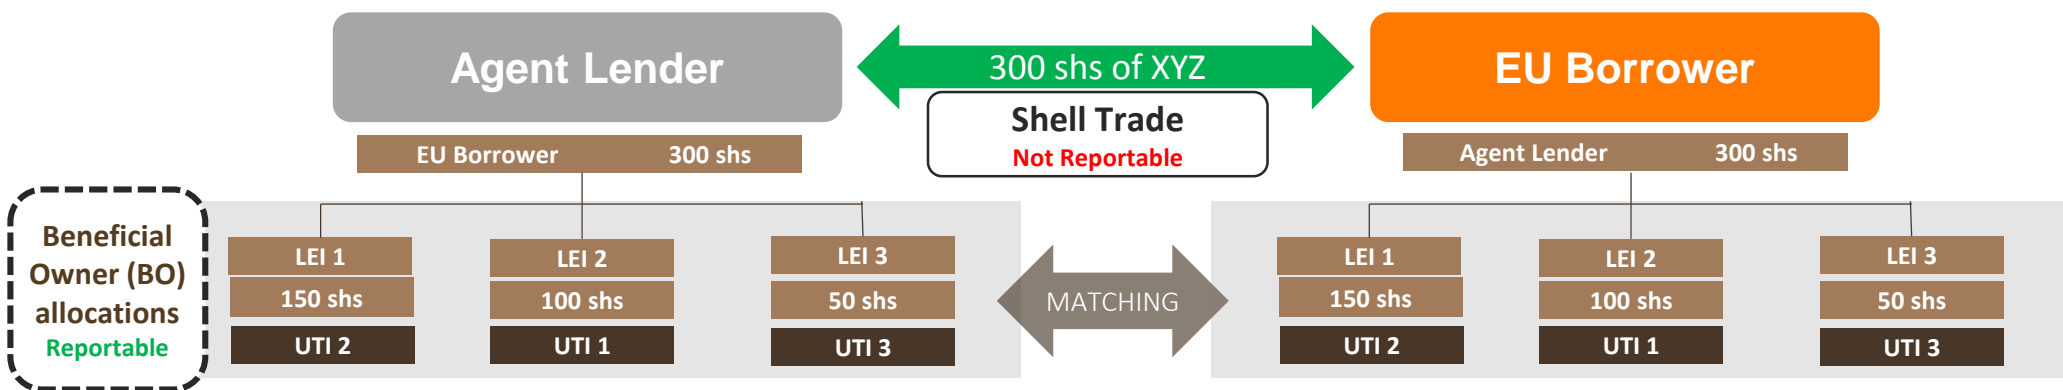 Agent Lender
300 shs of XYZ
EU Borrower
Shell Trade
Not Reportable
EU Borrower 300 shs
Agent Lender 300 shs
Beneficial
Owner (BO)
allocations
Reportable
LEI 1
150 shs
UTI 2
LEI 2
100 shs
UTI 1
LEI 3
50 shs
UTI 3
MATCHING
LEI 1
150 shs
UTI 2
LEI 2
100 shs
UTI 1
LEI 3
50 shs
UTI 3